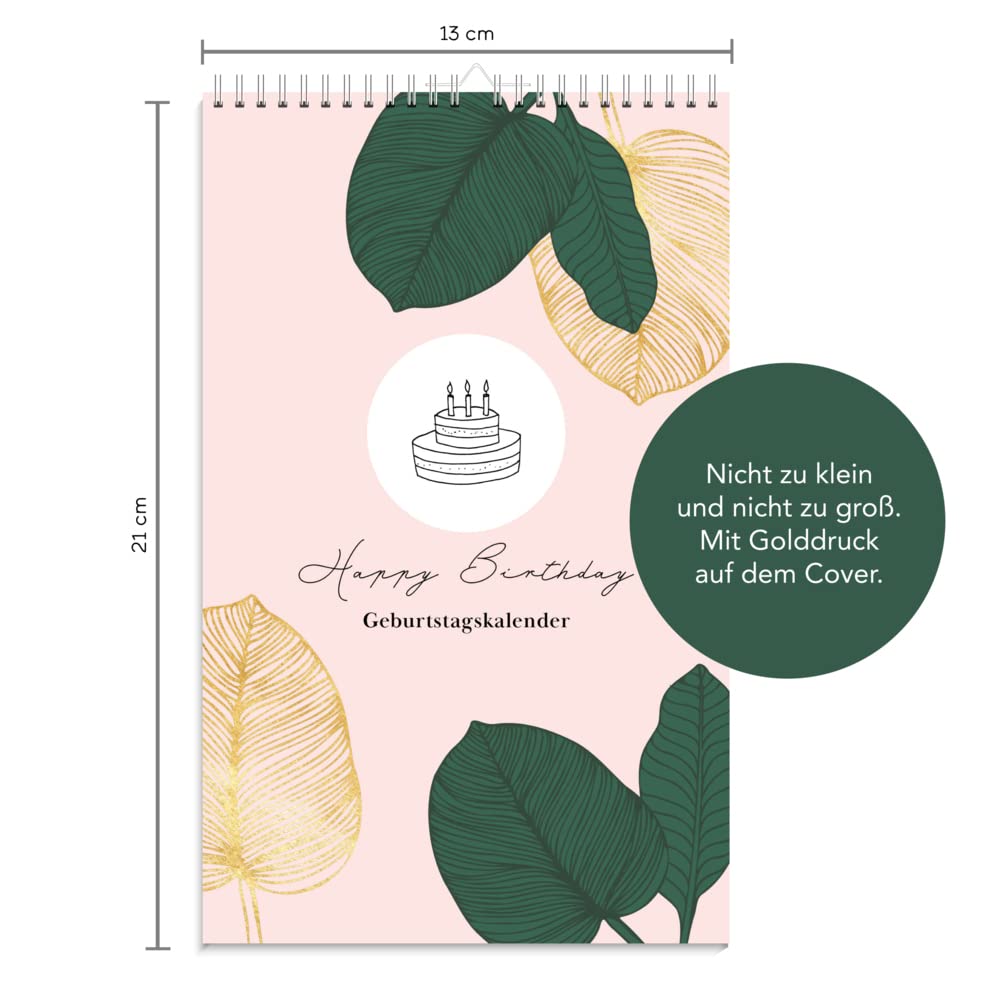 13 cm
21 cm
Happy Birthday
Geburtstagskalender
Nicht zu klein
und nicht zu groß.
Mit Golddruck
auf dem Cover.